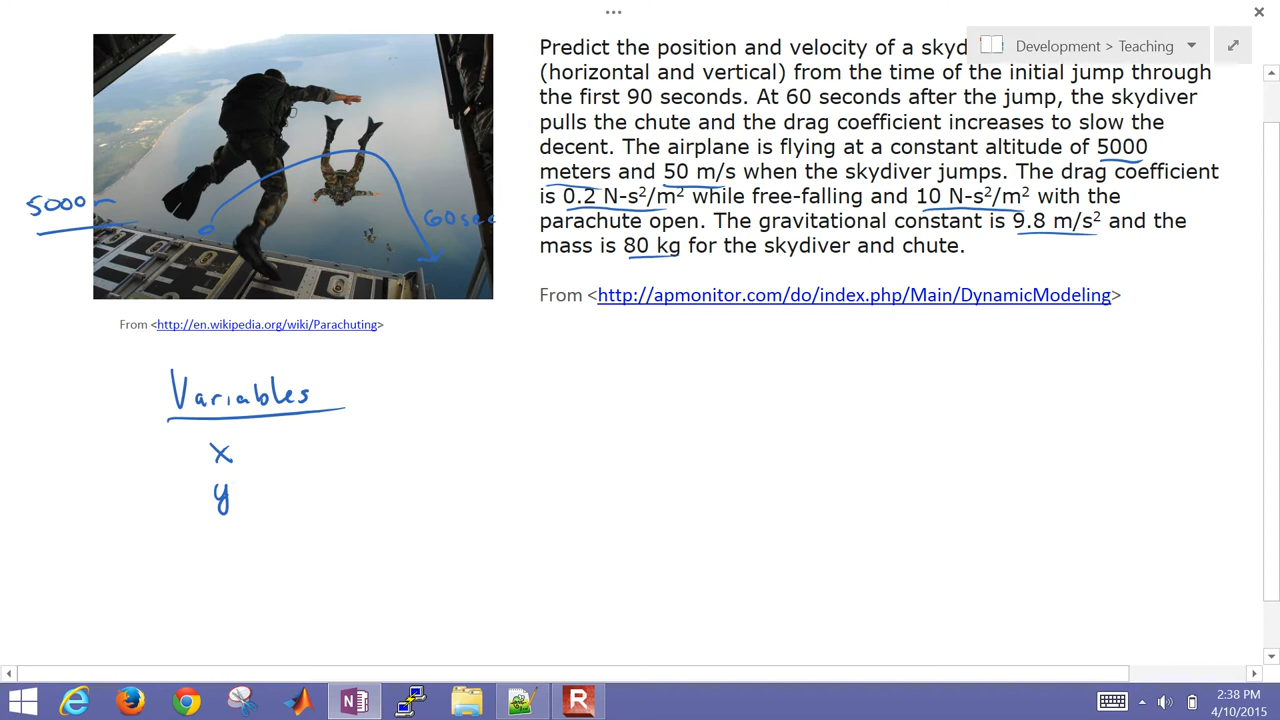 Development > Teaching
Predict the position and velocity of a skyd
(horizontal and vertical) from the time of the initial jump through
the first 90 seconds. At 60 seconds after the jump, the skydiver
pulls the chute and the drag coefficient increases to slow the
decent. The airplane is flying at a constant altitude of 5000
meters and 50 m/s when the skydiver jumps. The drag coefficient
is 0.2 N-s²/m² while free-falling and 10 N-s²/m² with the
parachute open. The gravitational constant is 9.8 m/s² and the
mass is 80 kg for the skydiver and chute.
From <http://apmonitor.com/do/index.php/Main/DynamicModeling>
5000 m
60 sec
From <http://en.wikipedia.org/wiki/Parachuting>
Variables
x
y
2:38 PM
4/10/2015